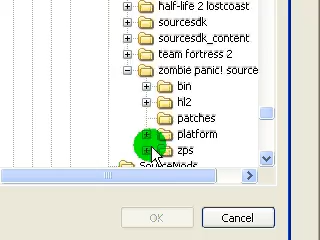 half-life 2 lostcoast
sourcesdk
sourcesdk_content
team fortress 2
zombie panic! source
bin
hl2
patches
platform
zps
SourceMods
OK
Cancel